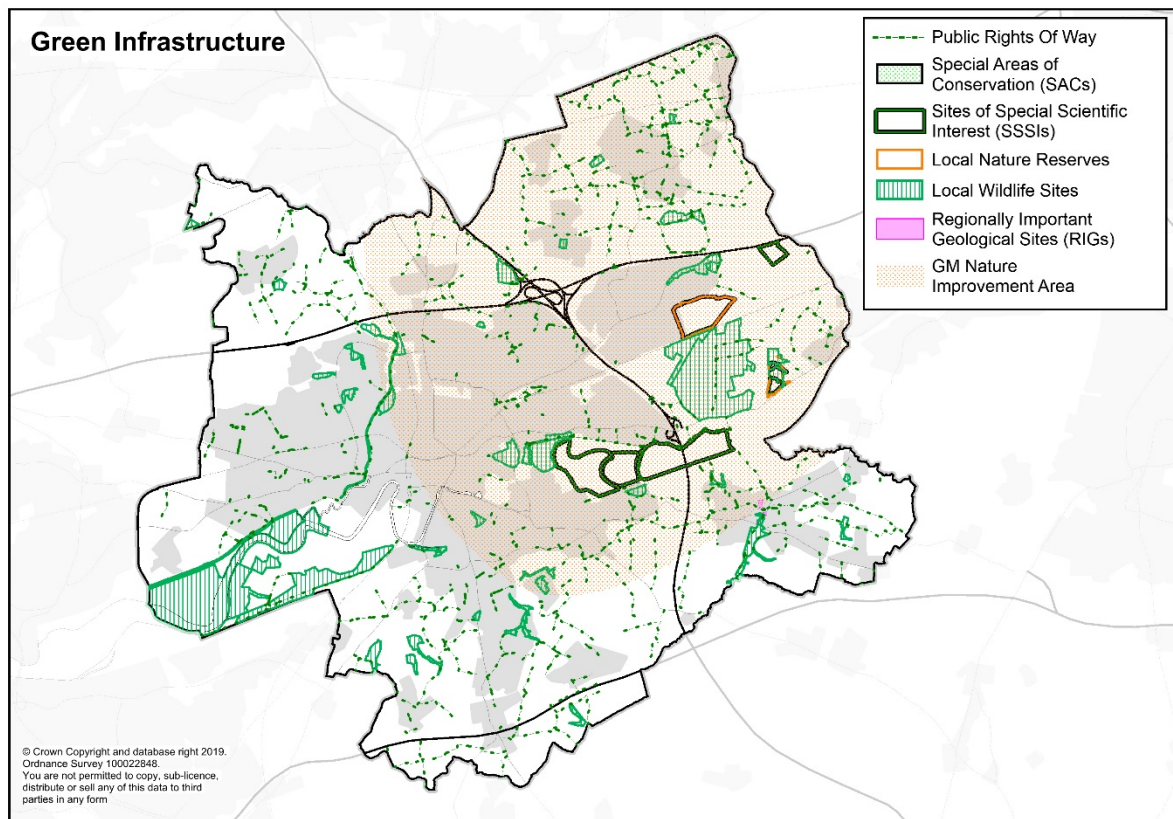 Green Infrastructure
Public Rights Of Way
Special Areas of
Conservation (SACs)
Sites of Special Scientific
Interest (SSSIs)
Local Nature Reserves
Local Wildlife Sites
Regionally Important
Geological Sites (RIGs)
GM Nature
Improvement Area
© Crown Copyright and database right 2019.
Ordnance Survey 100022848.
You are not permitted to copy, sub-licence,
distribute or sell any of this data to third
parties in any form